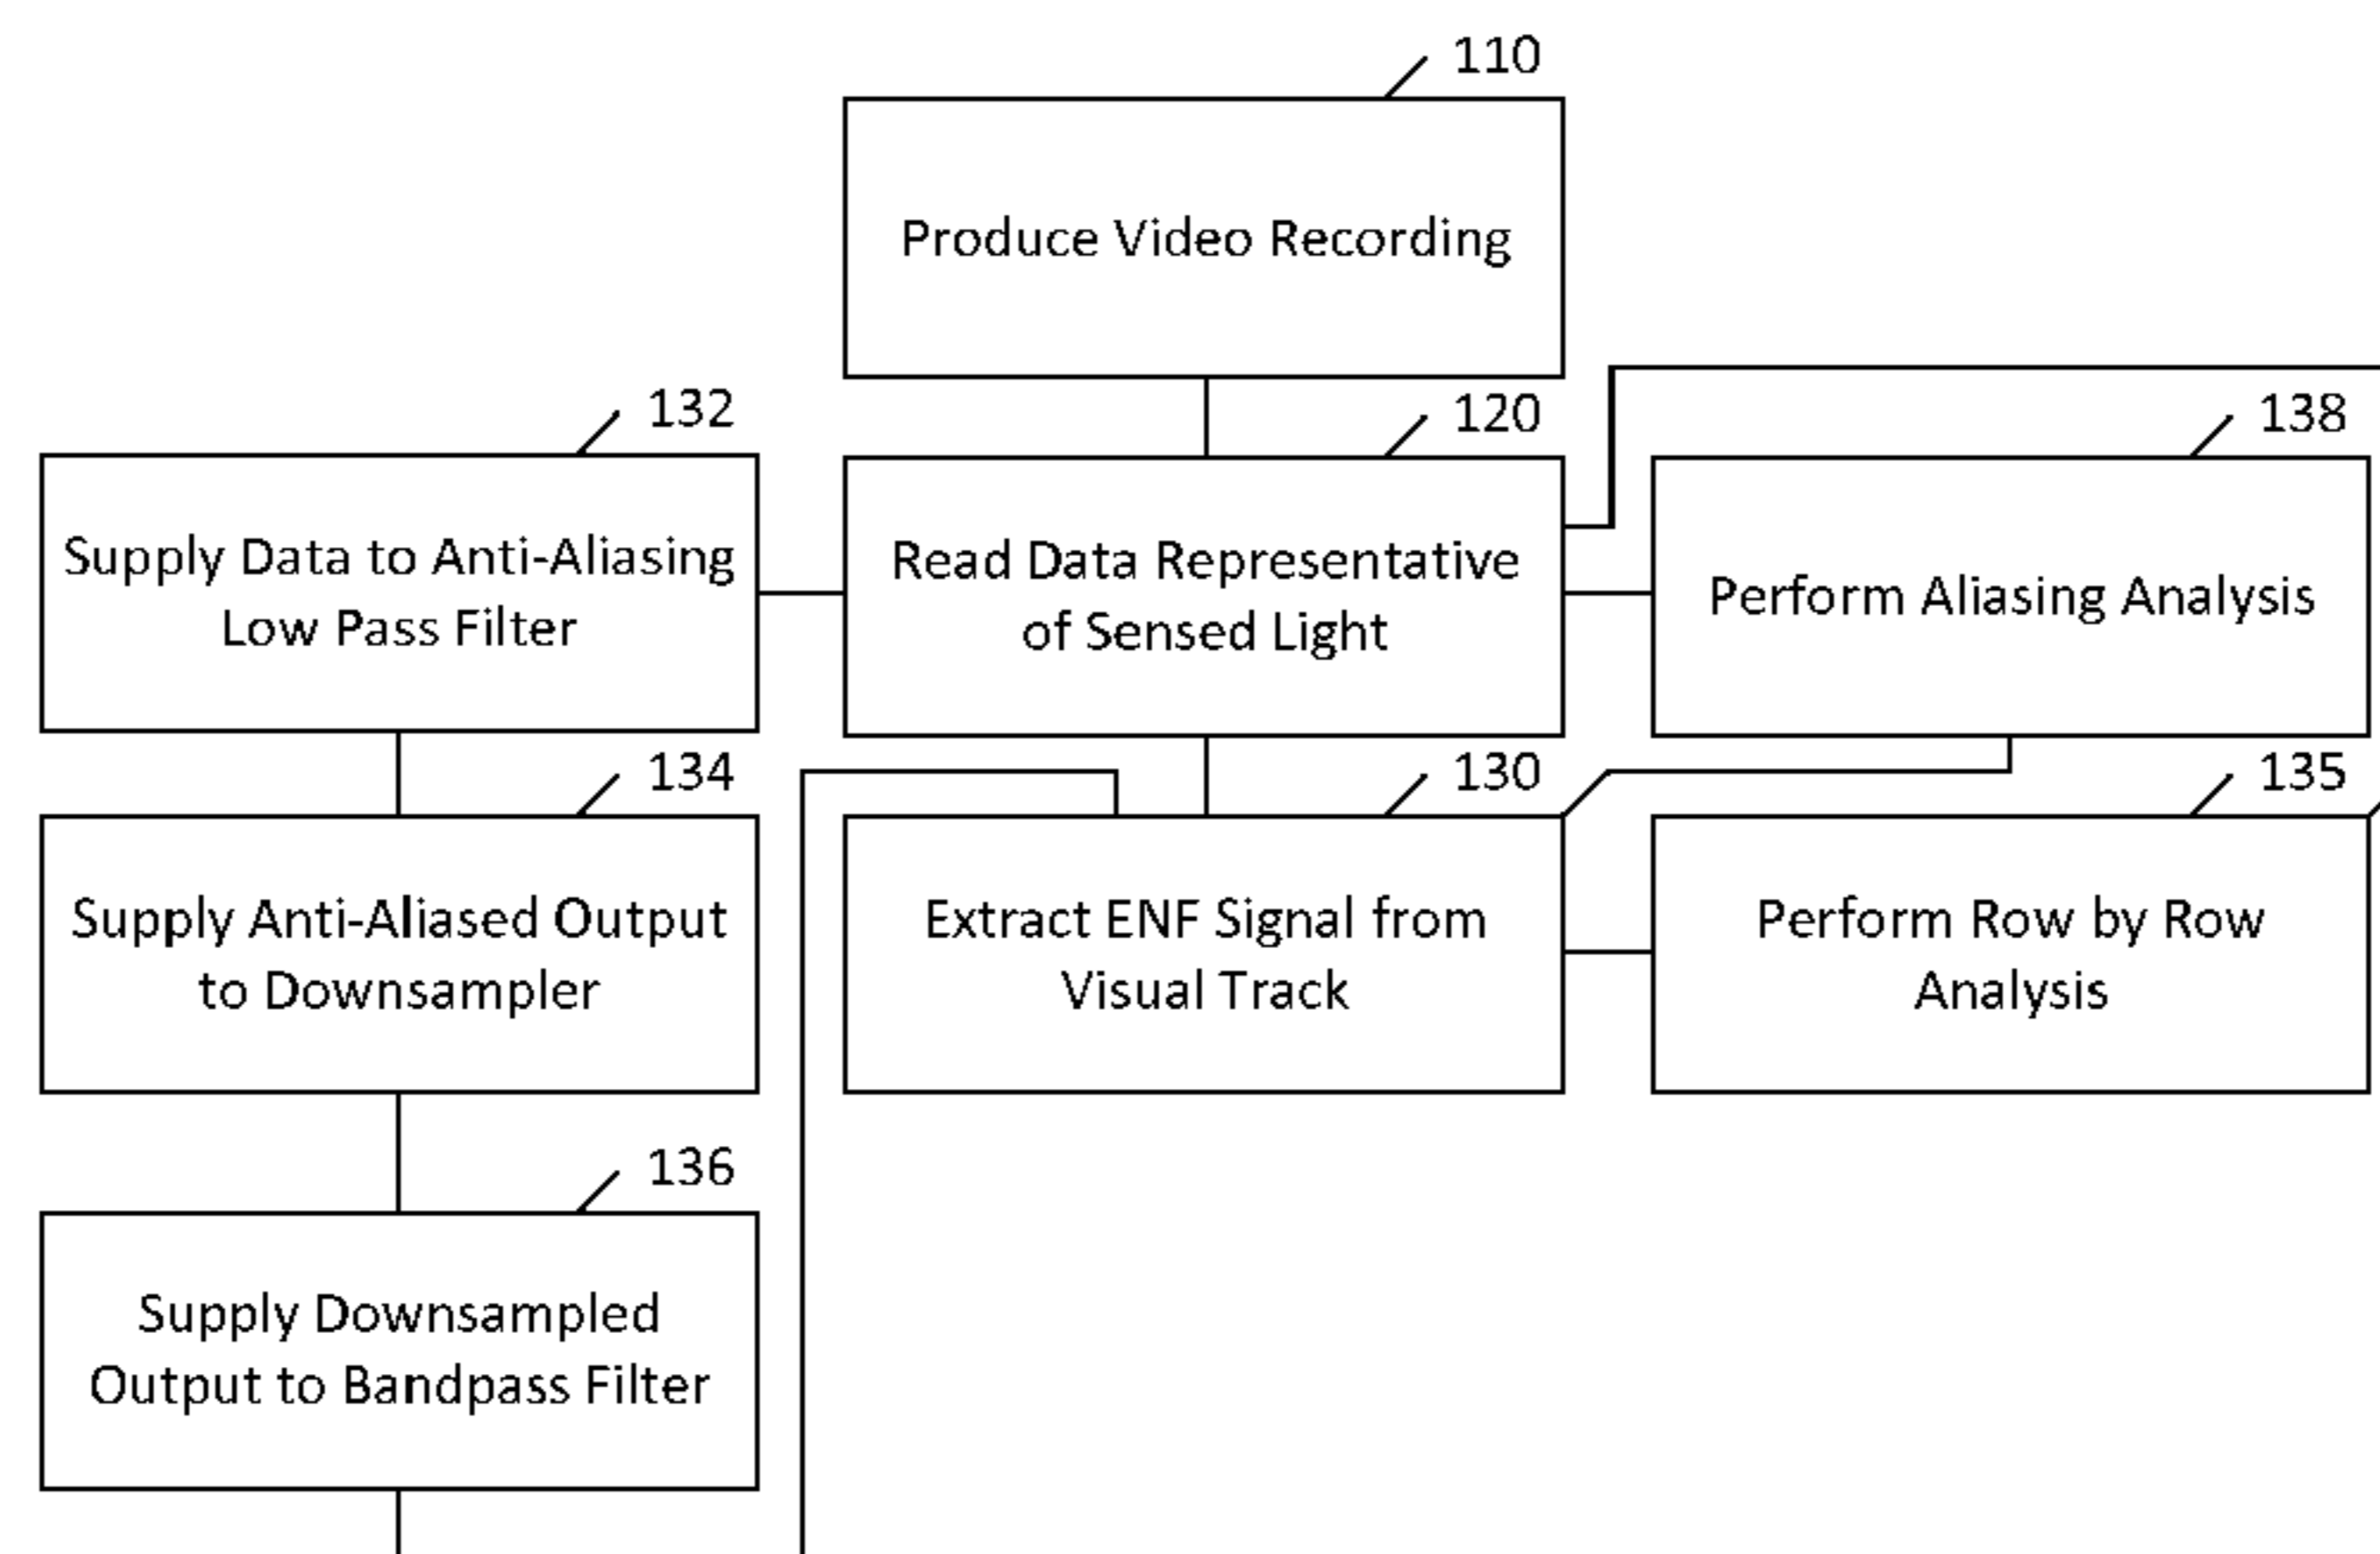 110
Produce Video Recording
132
120
138
Supply Data to Anti-Aliasing
Low Pass Filter
Read Data Representative
of Sensed Light
Perform Aliasing Analysis
134
130
135
Supply Anti-Aliased Output
to Downsampler
Extract ENF Signal from
Visual Track
Perform Row by Row
Analysis
136
Supply Downsampled
Output to Bandpass Filter